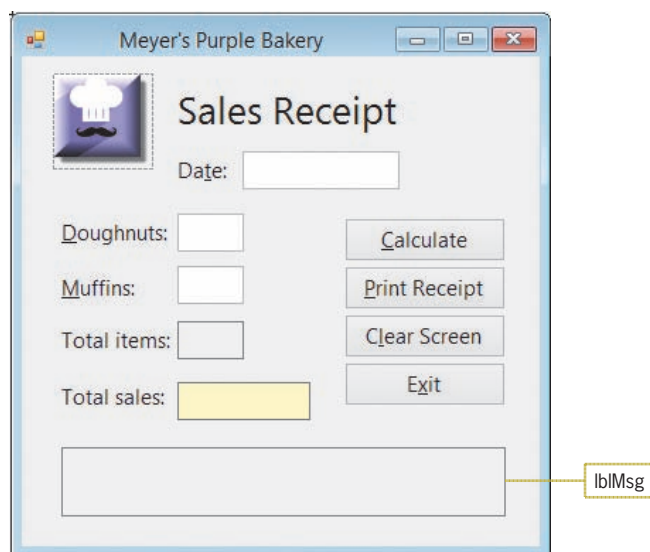 Meyer's Purple Bakery
Sales Receipt
Date:
Doughnuts:
Calculate
Muffins:
Print Receipt
Total items:
Clear Screen
Total sales:
Exit
lblMsg